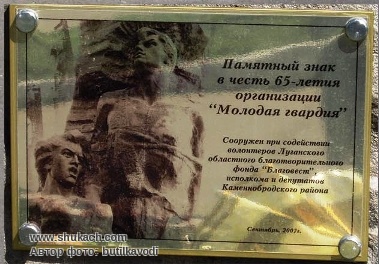 Памятный знак
в честь 65-летия
организации
“Молодая гвардия”
Сооружен при содействии
волонтеров Луганского
областного благотворительного
фонда “Благовест”,
исполкома и депутатов
Каменнобродского района
Сентябрь, 2007г.
www.shukach.com
Автор фото: butilkavodi